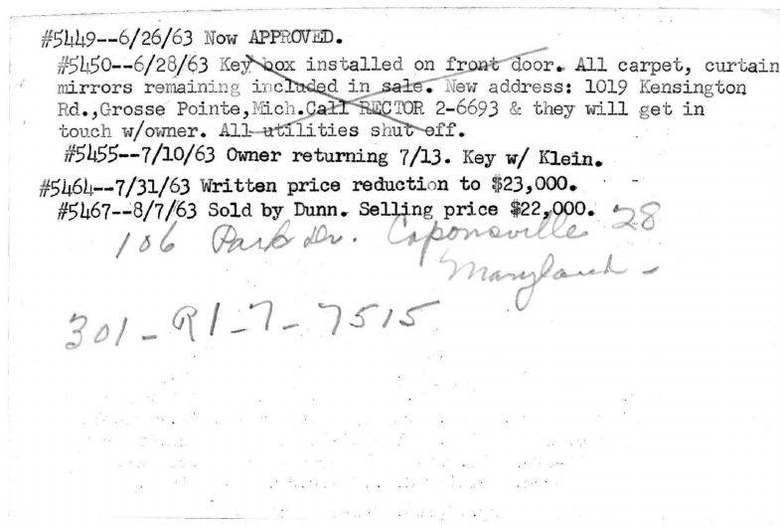 #5449--6/26/63 Now APPROVED.
#5450--6/28/63 Key box installed on front door. All carpet, curtain
mirrors remaining included in sale. New address: 1019 Kensington
Rd.,Grosse Pointe,Mich.Call RECTOR 2-6693 & they will get in
touch w/owner. All utilities shut off.
#5455--7/10/63 Owner returning 7/13. Key w/ Klein.
#5464--7/31/63 Written price reduction to $23,000.
#5467--8/7/63 Sold by Dunn. Selling price $22,000.
106 Park Dr. Caponsville 28
Maryland -
301-RI-7-7515